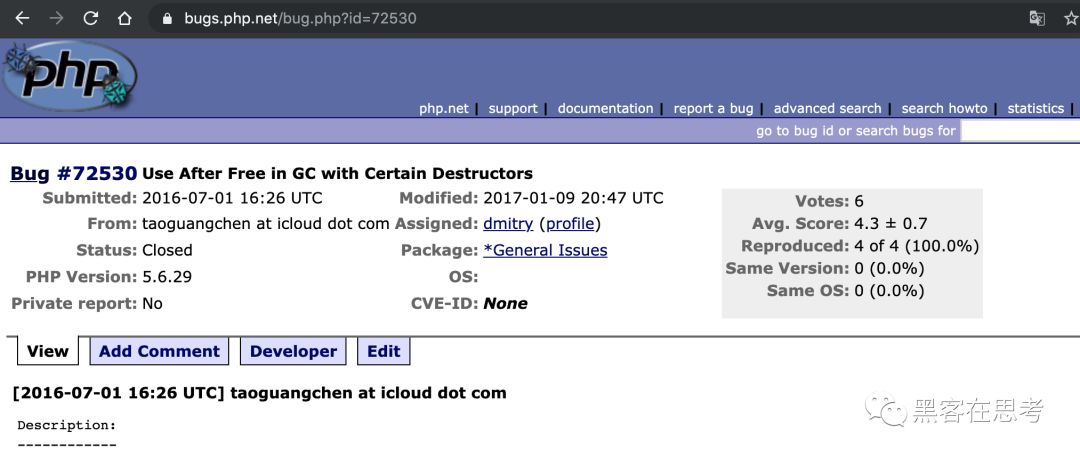 bugs.php.net/bug.php?id=72530
php
php.net | support | documentation | report a bug | advanced search | search howto | statistics |
go to bug id or search bugs for
Bug #72530 Use After Free in GC with Certain Destructors
Submitted: 2016-07-01 16:26 UTC Modified: 2017-01-09 20:47 UTC
From: taoguangchen at icloud dot com Assigned: dmitry (profile)
Status: Closed Package: *General Issues
PHP Version: 5.6.29 OS:
Private report: No CVE-ID: None
Votes: 6
Avg. Score: 4.3 ± 0.7
Reproduced: 4 of 4 (100.0%)
Same Version: 0 (0.0%)
Same OS: 0 (0.0%)
View Add Comment Developer Edit
[2016-07-01 16:26 UTC] taoguangchen at icloud dot com
Description:
------------
黑客在思考